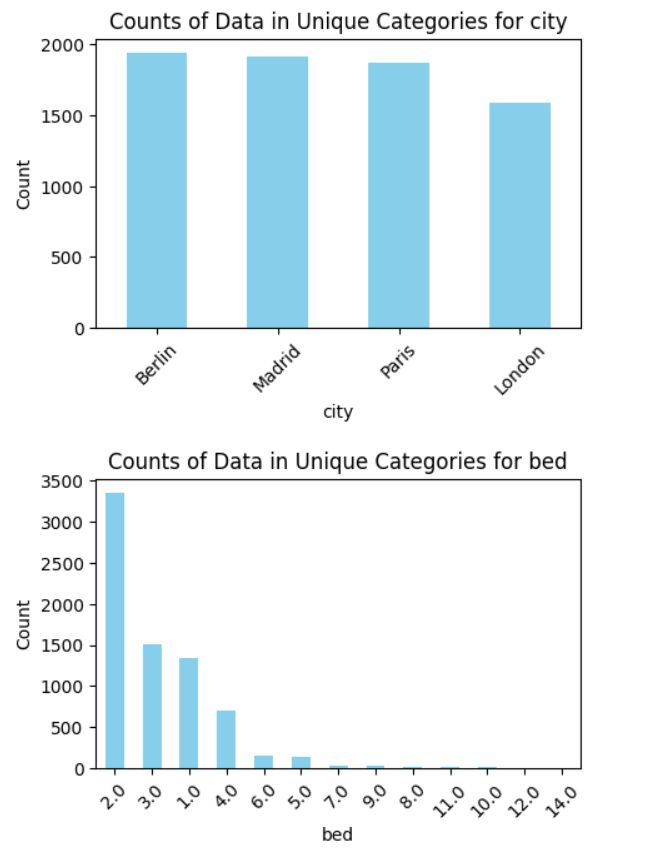 Counts of Data in Unique Categories for city
2000
1500
1000
500
0
Count
Berlin
Madrid
Paris
London
city
Counts of Data in Unique Categories for bed
3500
3000
2500
2000
1500
1000
500
0
Count
2.0
3.0
1.0
4.0
6.0
5.0
7.0
9.0
8.0
11.0
10.0
12.0
14.0
bed